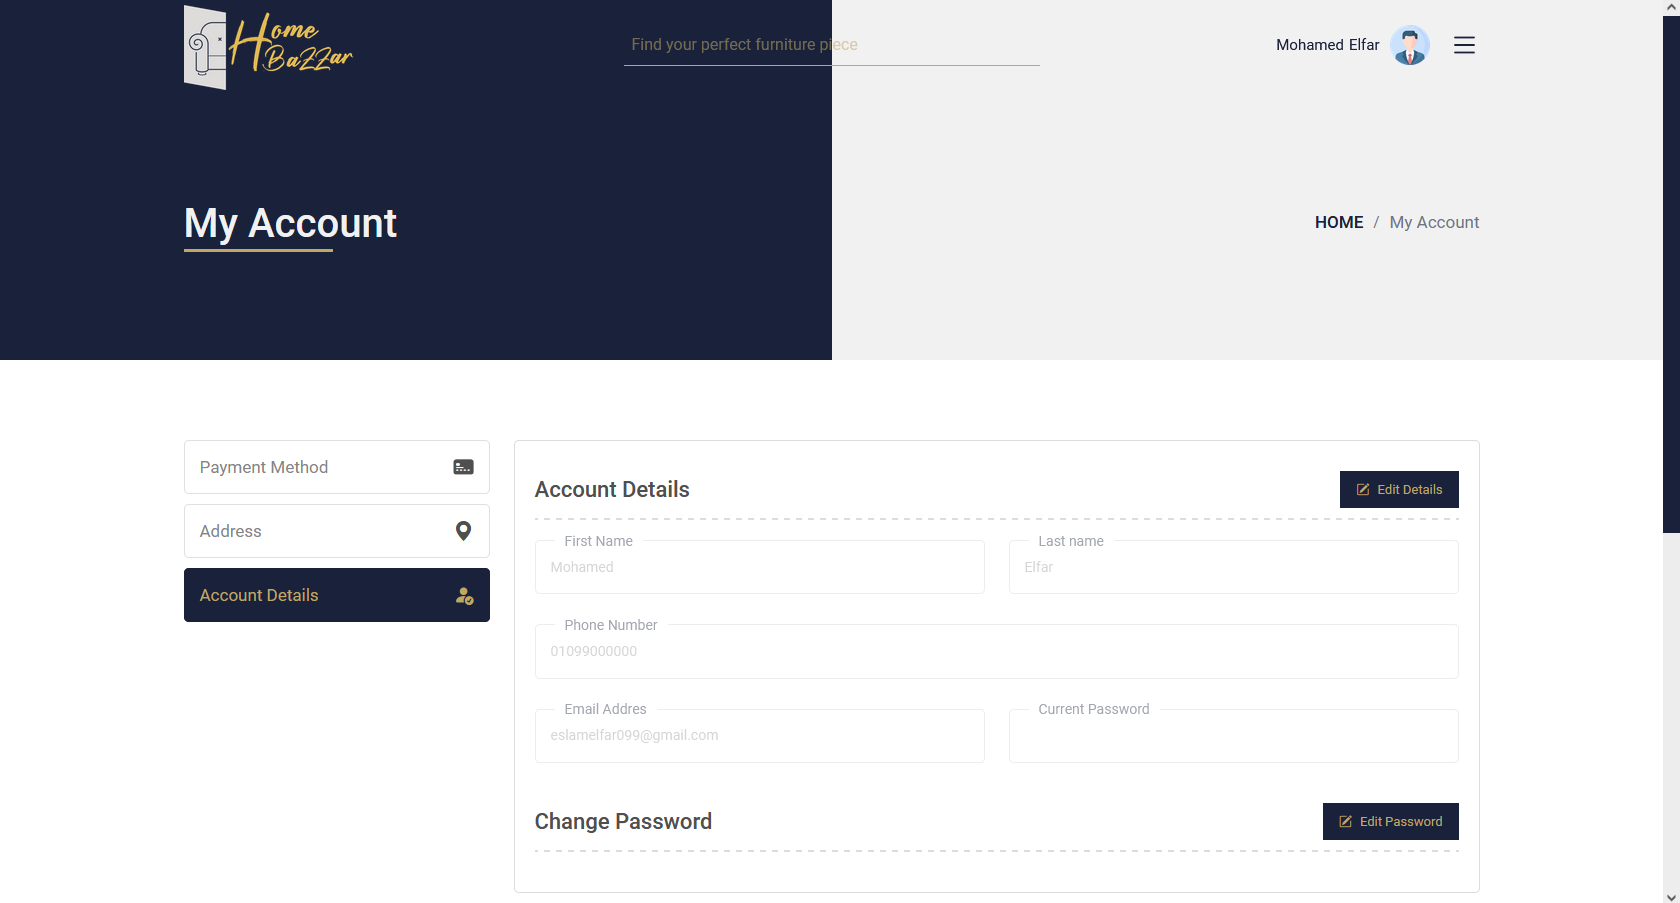 Home
BaZZar
Find your perfect furniture piece
Mohamed Elfar
My Account
HOME / My Account
Payment Method
Address
Account Details
Account Details
Edit Details
First Name
Mohamed
Last name
Elfar
Phone Number
01099000000
Email Addres
eslamelfar099@gmail.com
Current Password
Change Password
Edit Password